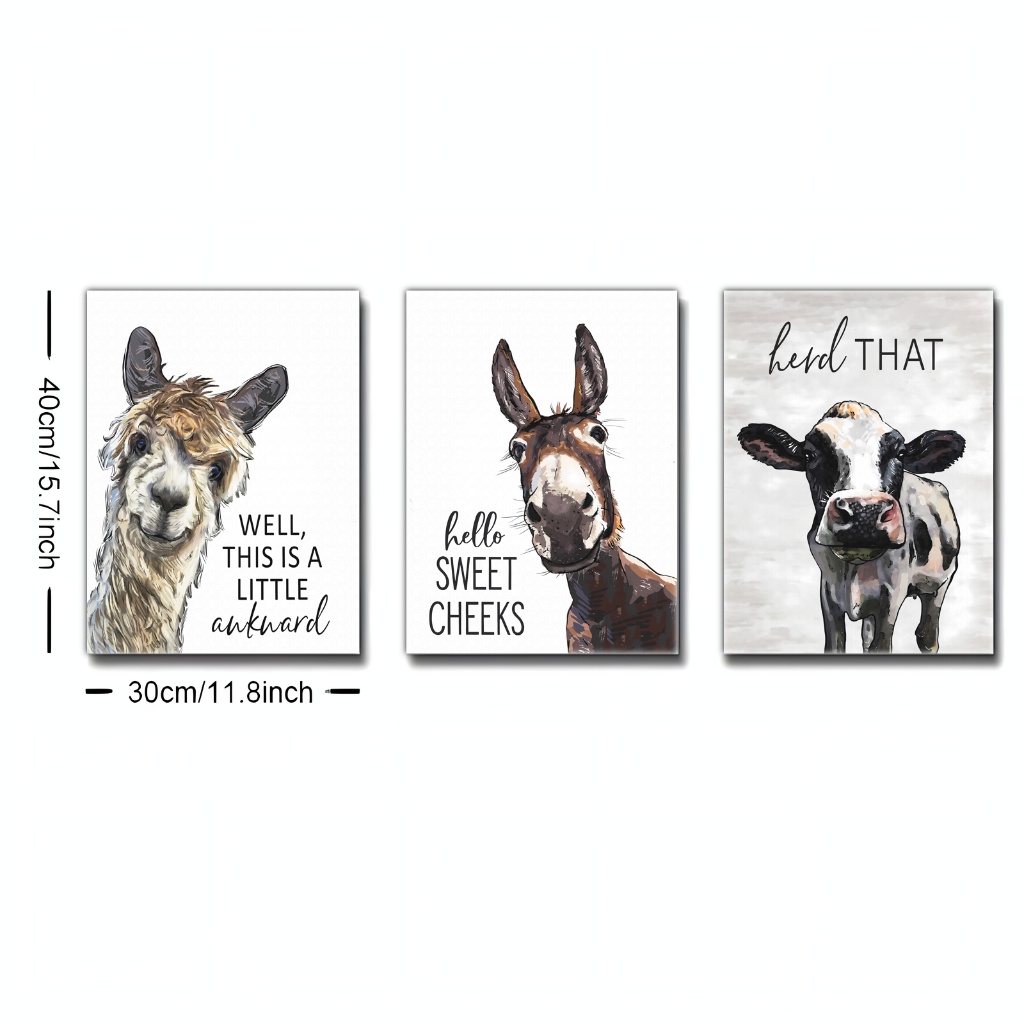 40cm/15.7inch
WELL,
THIS IS A
LITTLE
awkward
hello
SWEET
CHEEKS
herd THAT
30cm/11.8inch